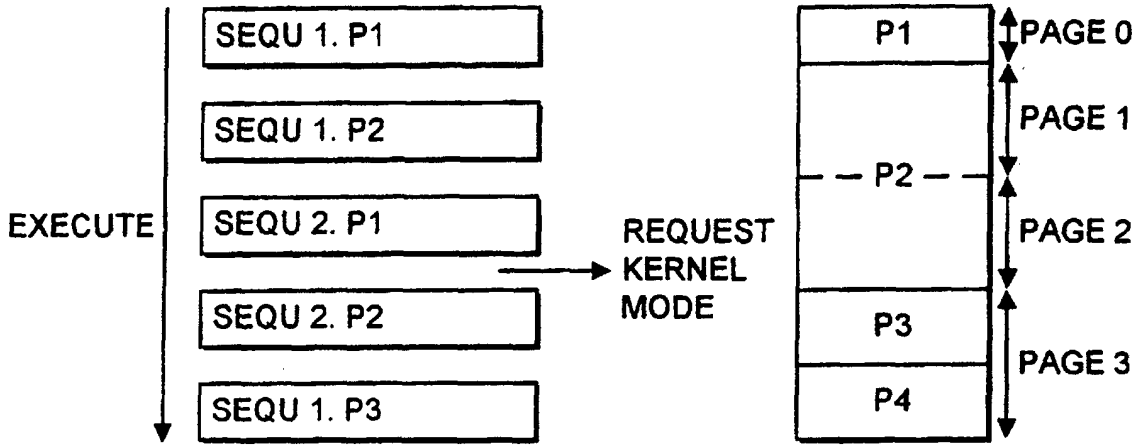 SEQU 1. P1
SEQU 1. P2
EXECUTE
SEQU 2. P1
REQUEST
KERNEL
MODE
SEQU 2. P2
SEQU 1. P3
P1
PAGE 0
PAGE 1
P2
PAGE 2
P3
PAGE 3
P4